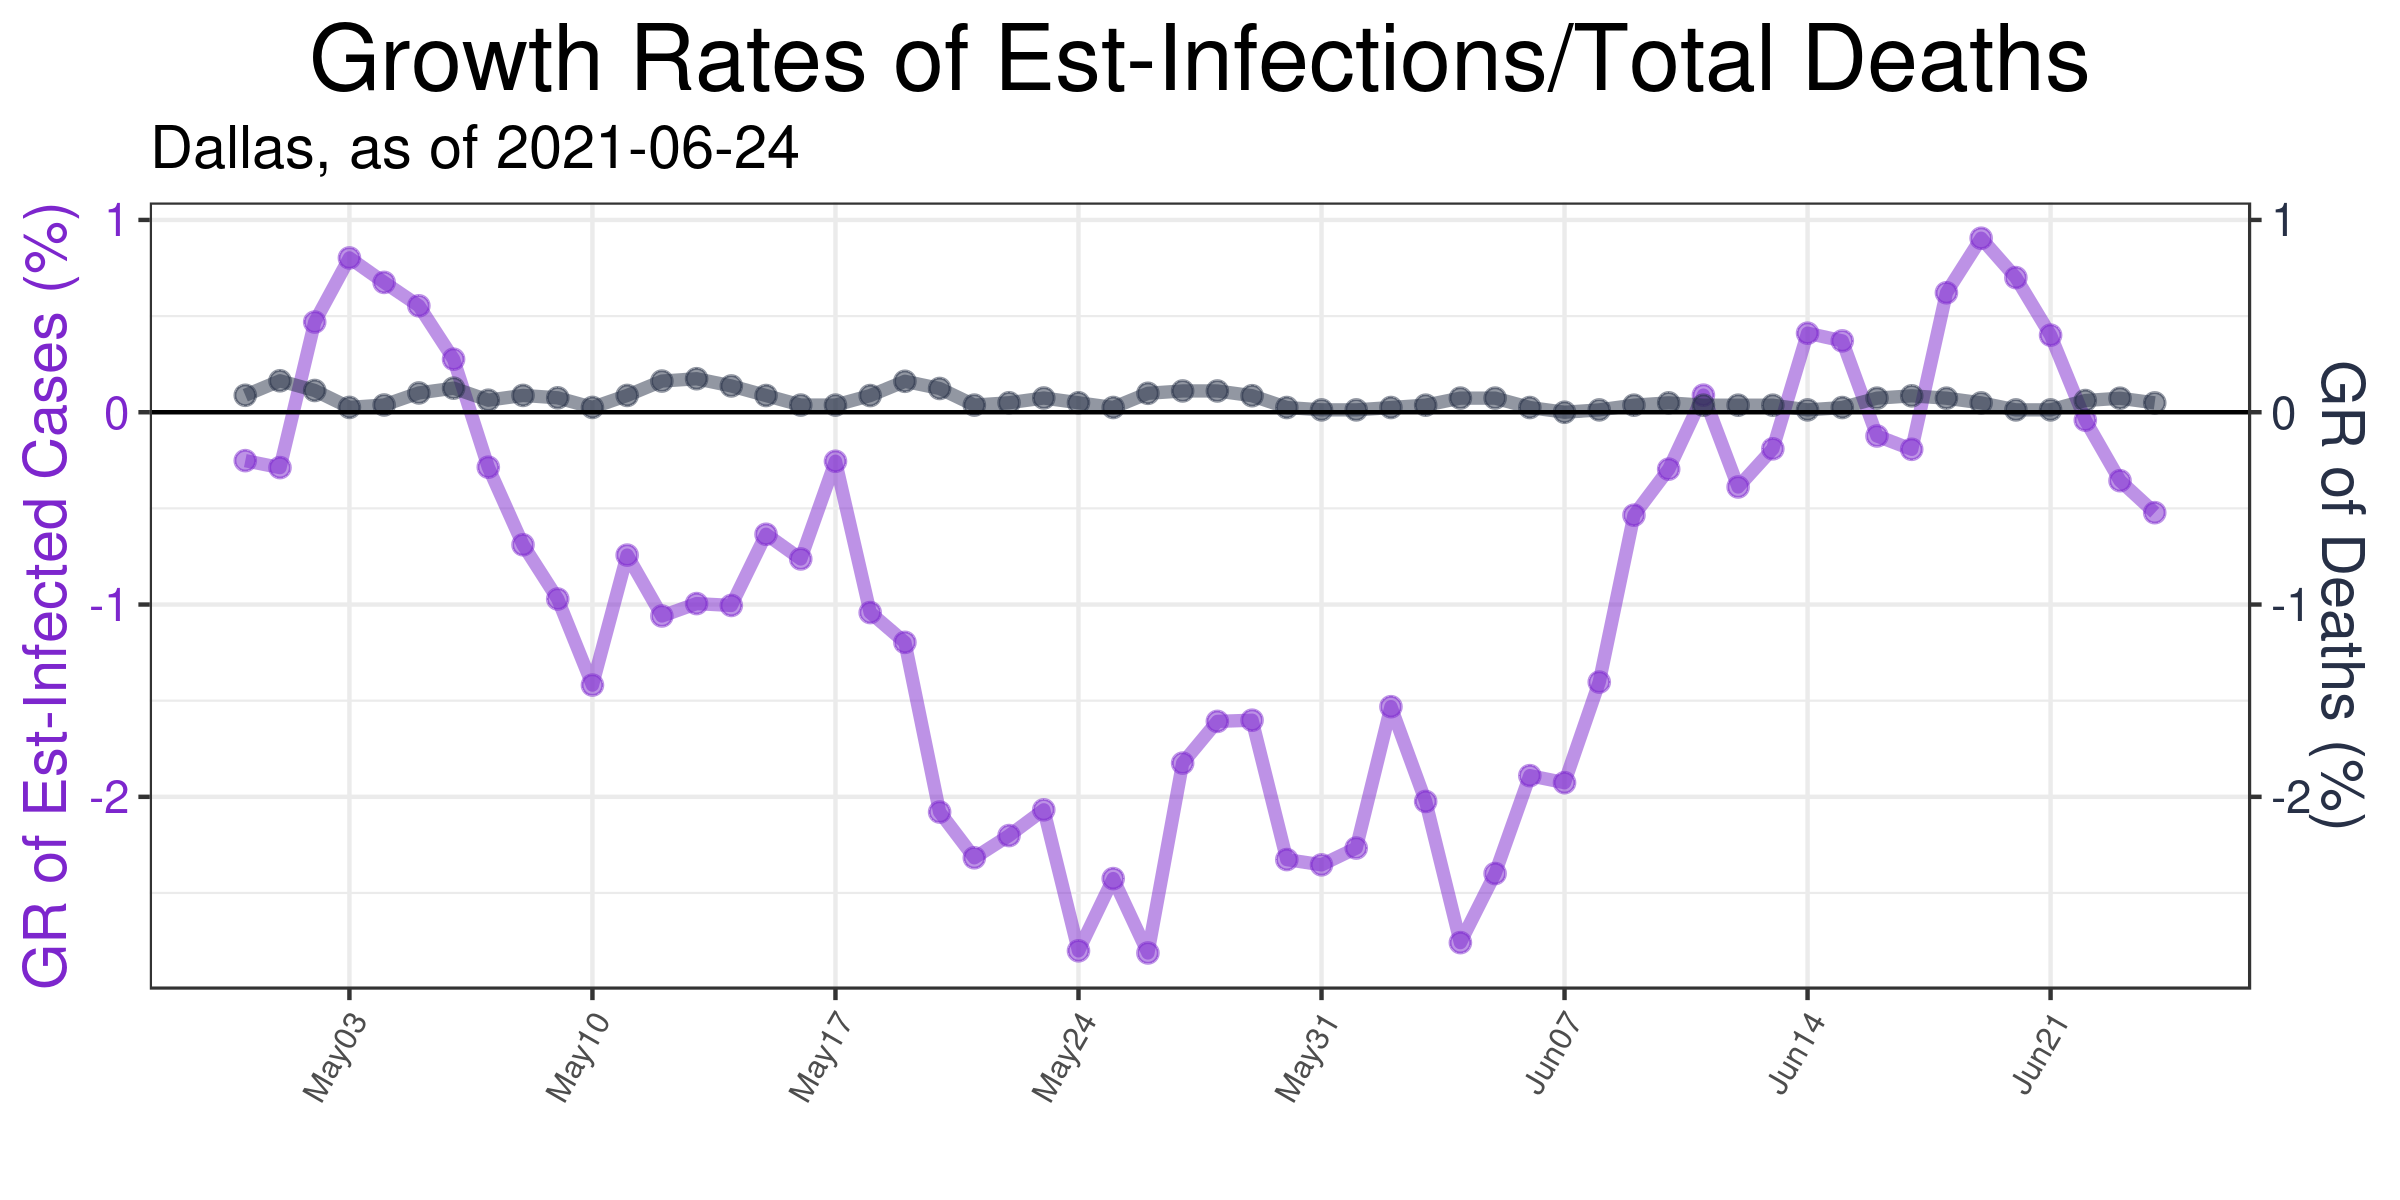 Growth Rates of Est-Infections/Total Deaths
Dallas, as of 2021-06-24
GR of Est-Infected Cases (%)
1
0
-1
-2
1
0
-1
-2
GR of Deaths (%)
May03
May10
May17
May24
May31
Jun07
Jun14
Jun21